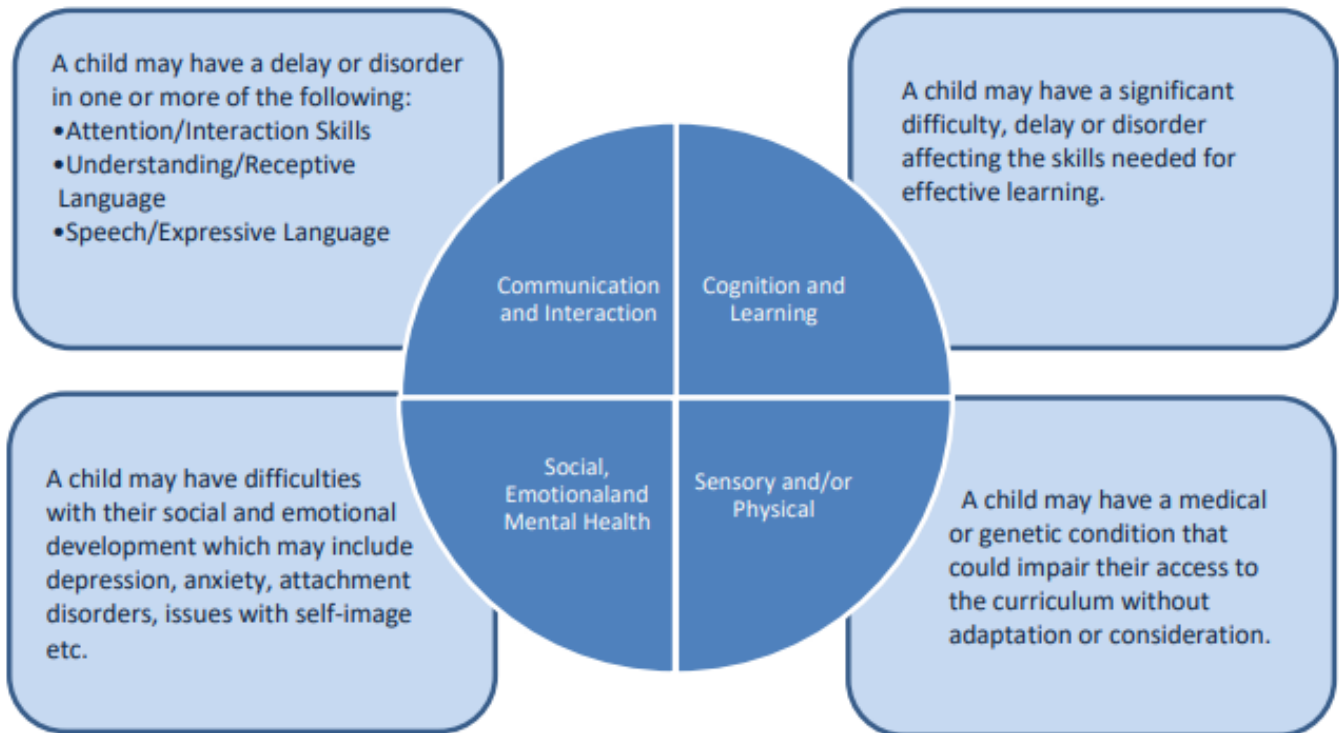 A child may have a delay or disorder
in one or more of the following:
•Attention/Interaction Skills
•Understanding/Receptive
Language
•Speech/Expressive Language
A child may have a significant
difficulty, delay or disorder
affecting the skills needed for
effective learning.
Communication
and Interaction
Cognition and
Learning
Social,
Emotionaland
Mental Health
Sensory and/or
Physical
A child may have difficulties
with their social and emotional
development which may include
depression, anxiety, attachment
disorders, issues with self-image
etc.
A child may have a medical
or genetic condition that
could impair their access to
the curriculum without
adaptation or consideration.